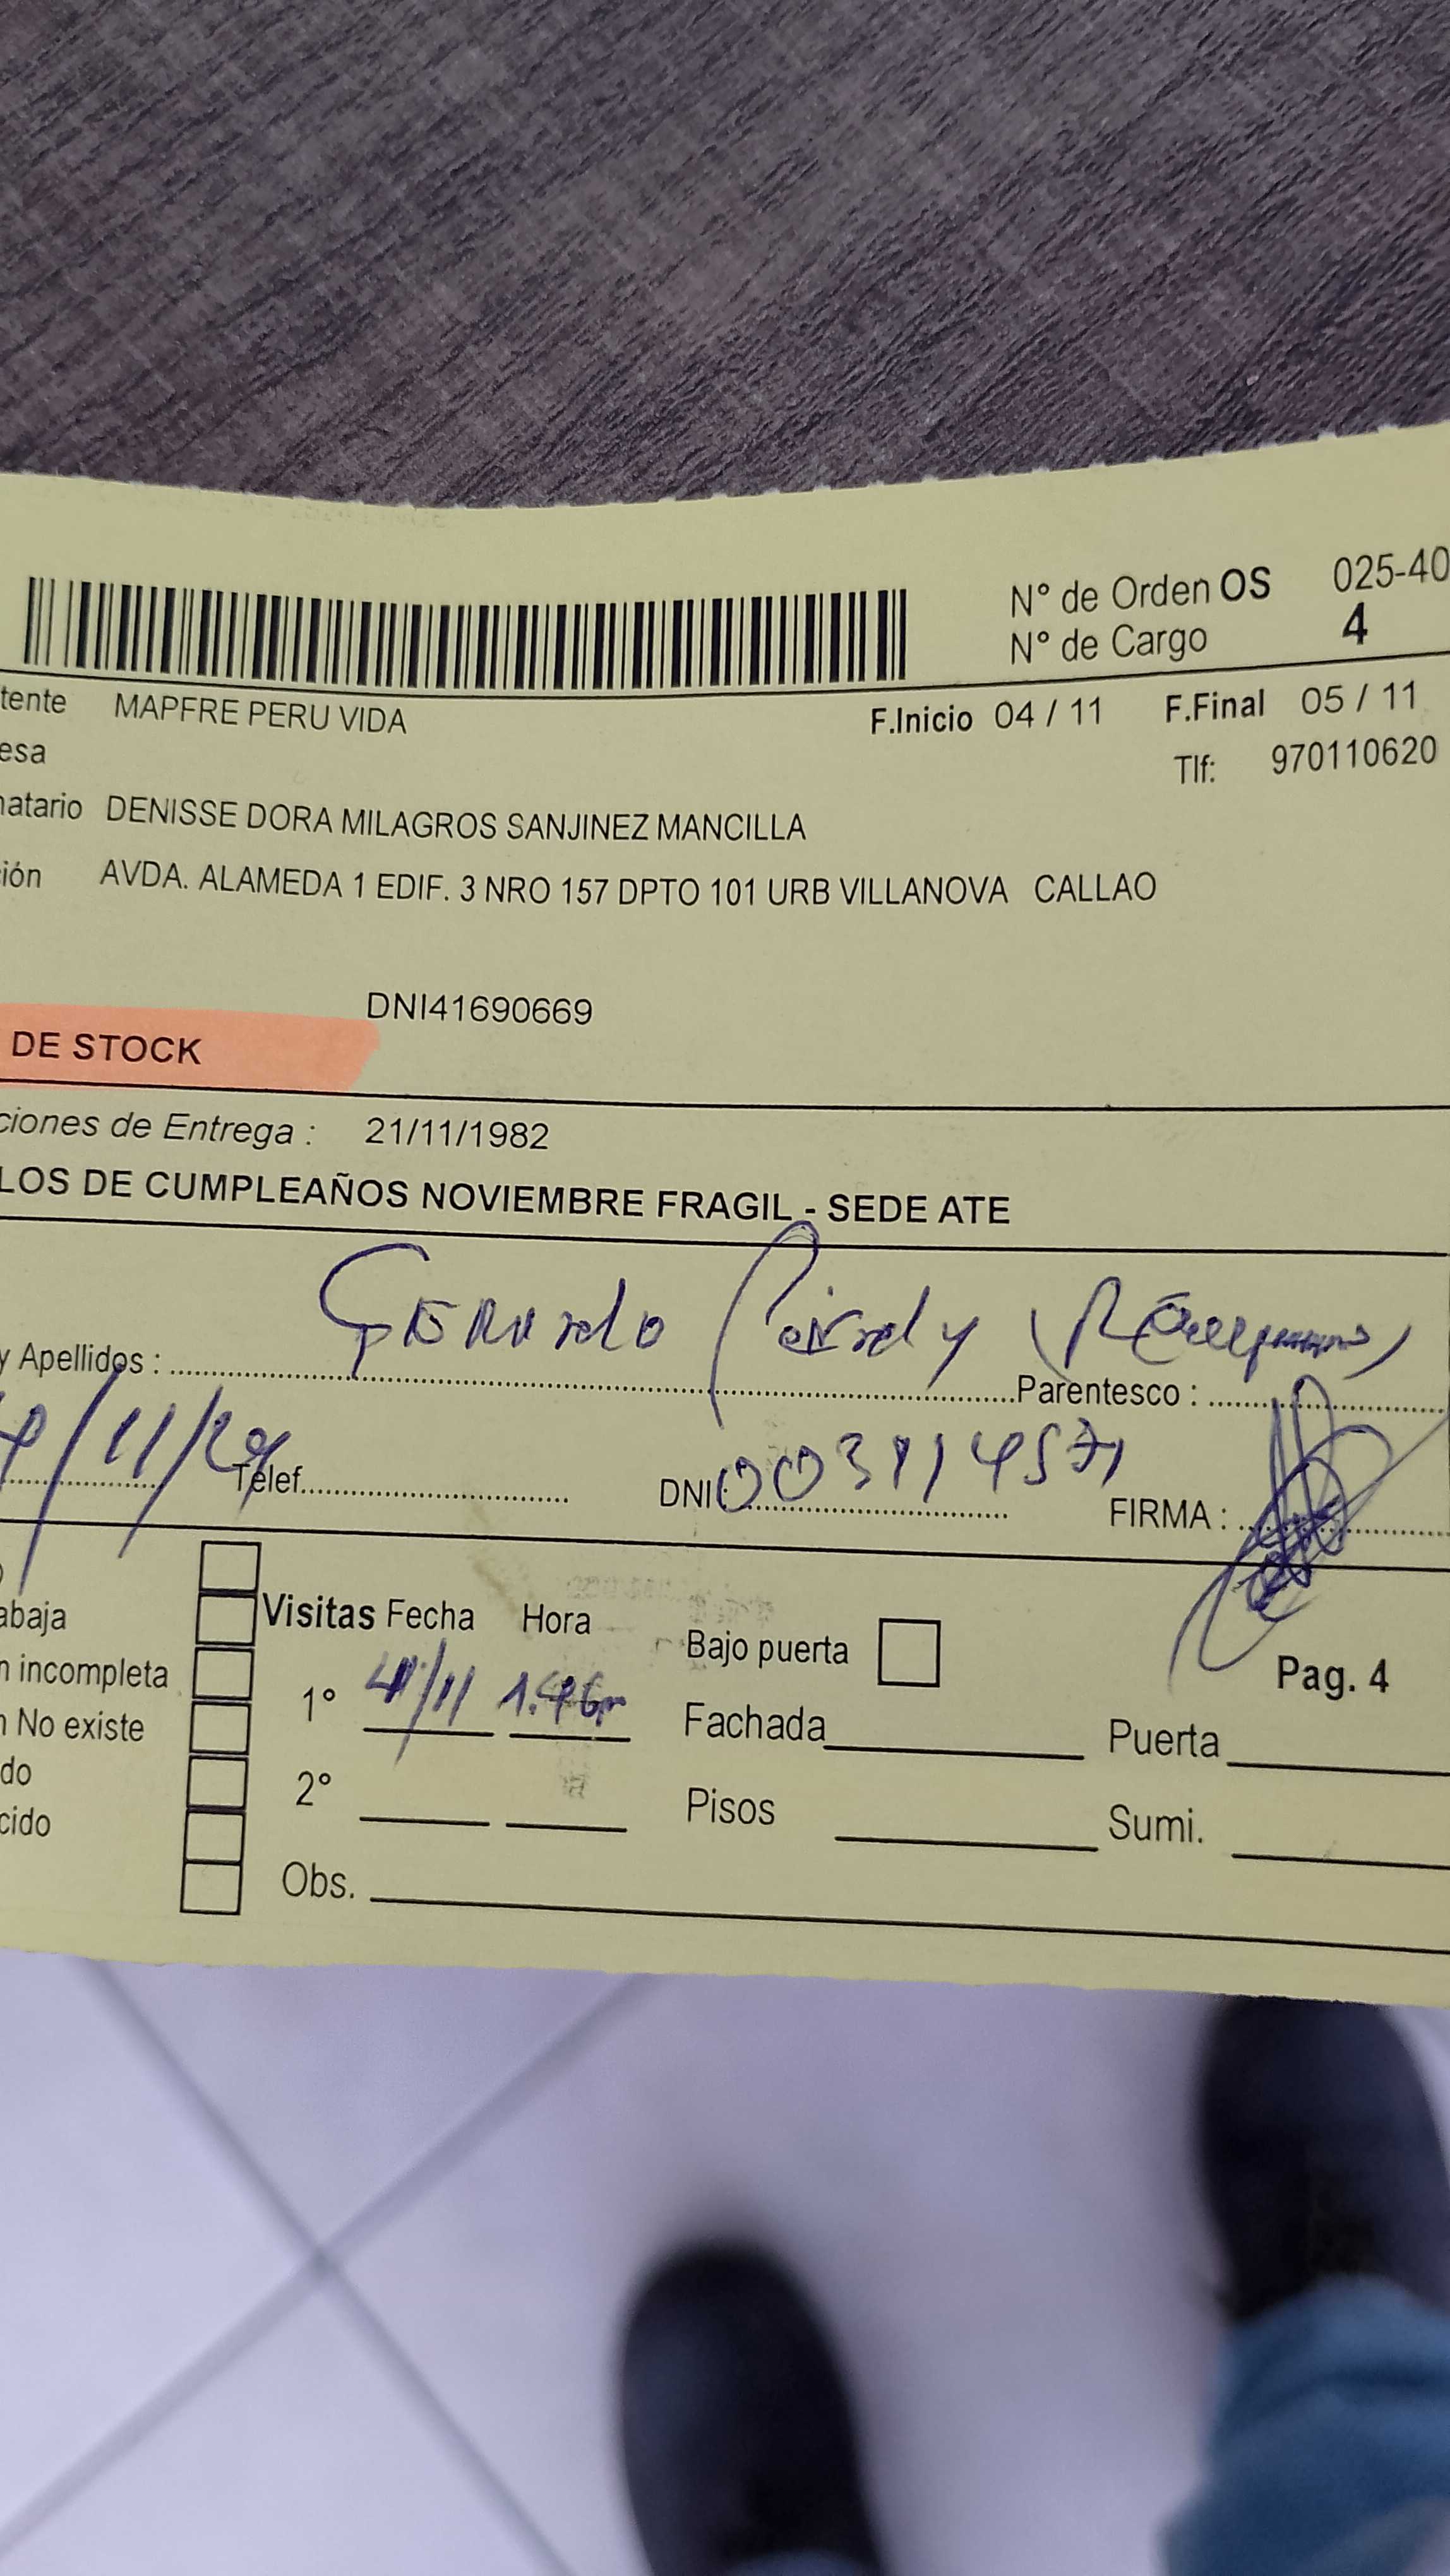 N° de Orden OS 025-40
N° de Cargo 4
tente MAPFRE PERU VIDA F.Inicio 04 / 11 F.Final 05 / 11
esa Tlf: 970110620
natario DENISSE DORA MILAGROS SANJINEZ MANCILLA
ción AVDA. ALAMEDA 1 EDIF. 3 NRO 157 DPTO 101 URB VILLANOVA CALLAO
DNI41690669
DE STOCK
ciones de Entrega : 21/11/1982
LOS DE CUMPLEAÑOS NOVIEMBRE FRAGIL - SEDE ATE
y Apellidos : Parentesco :
Telef. DNI FIRMA :
abaja Visitas Fecha Hora Bajo puerta
n incompleta Pag. 4
1° 4/11 Fachada Puerta
n No existe
do 2° Pisos Sumi.
cido
Obs.